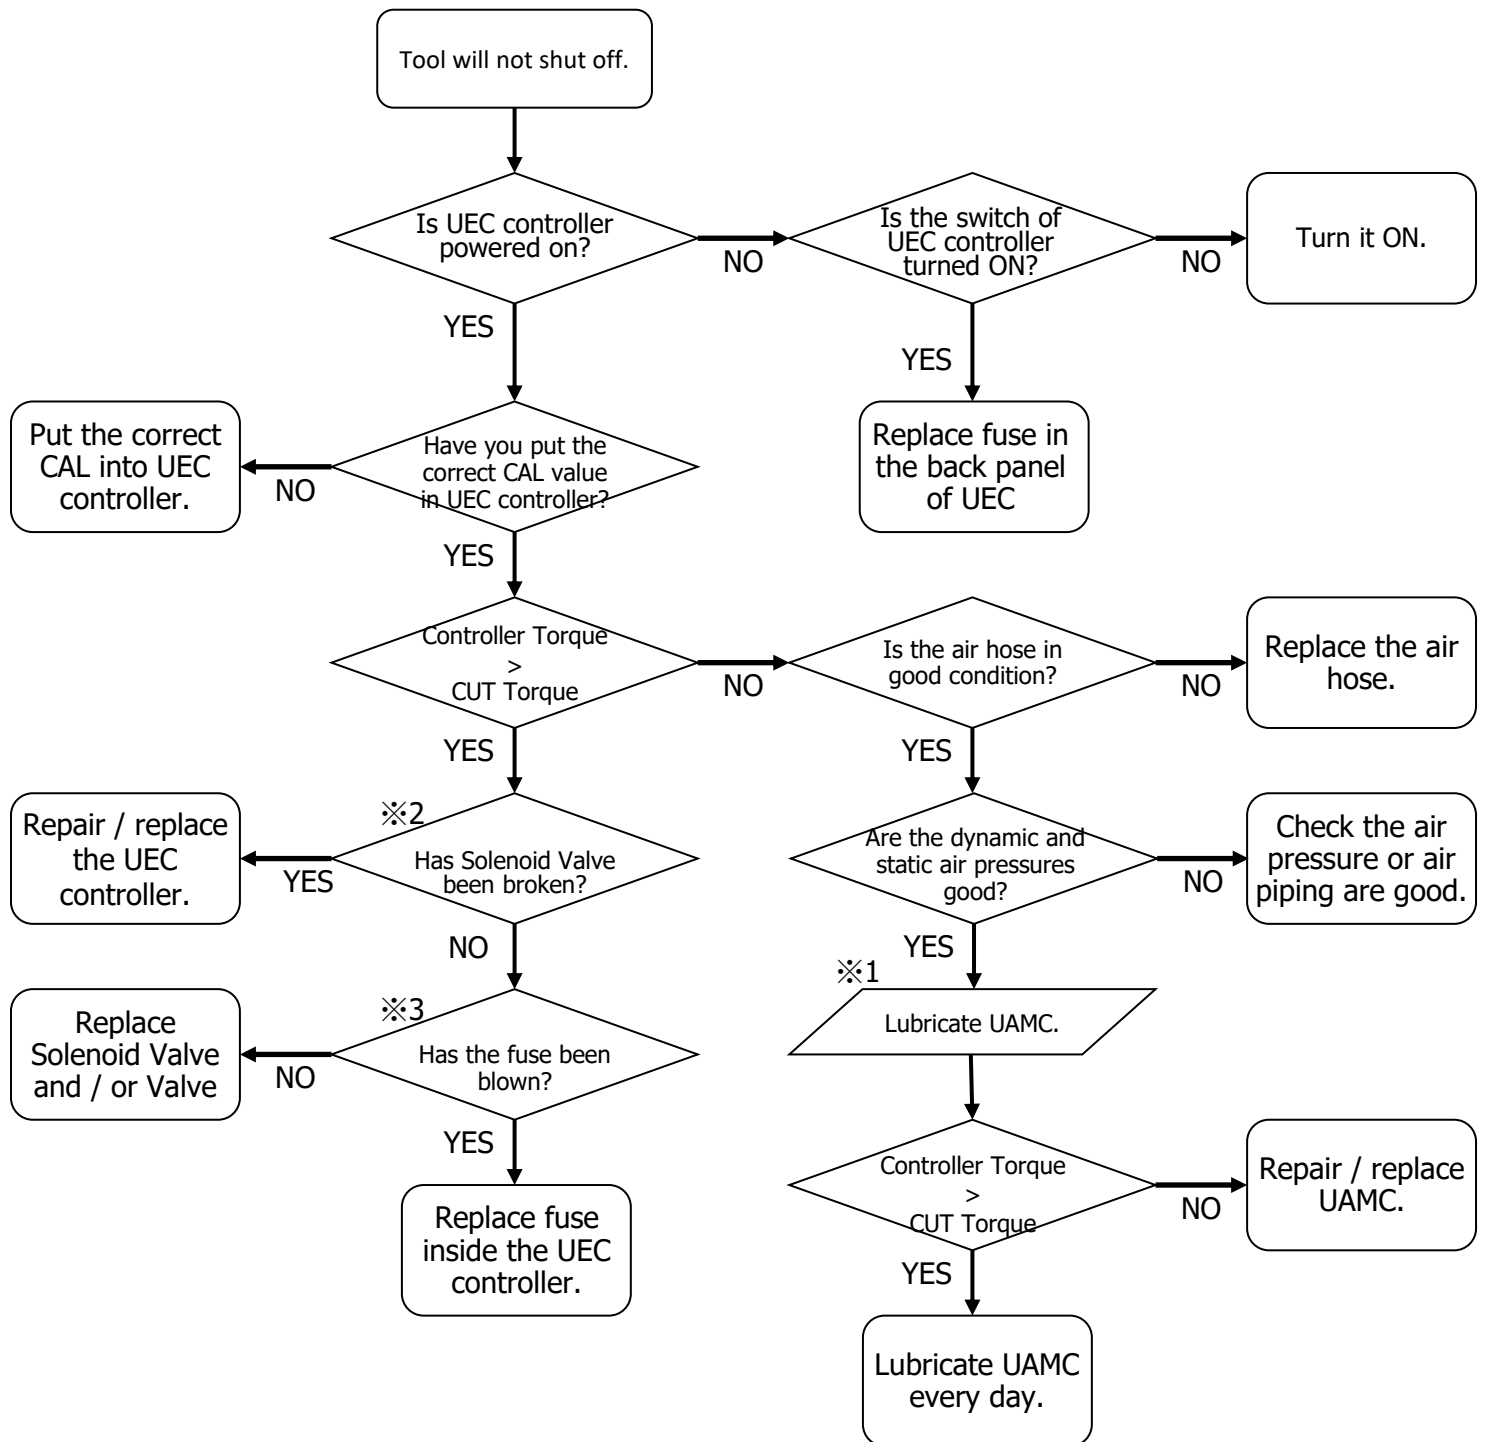 Tool will not shut off.
Is UEC controller
powered on?
NO
Is the switch of
UEC controller
turned ON?
NO
Turn it ON.
YES
YES
Put the correct
CAL into UEC
controller.
NO
Have you put the
correct CAL value
in UEC controller?
Replace fuse in
the back panel
of UEC
YES
Controller Torque
>
CUT Torque
NO
Is the air hose in
good condition?
NO
Replace the air
hose.
YES
YES
Repair / replace
the UEC
controller.
YES
※2
Has Solenoid Valve
been broken?
Are the dynamic and
static air pressures
good?
NO
Check the air
pressure or air
piping are good.
NO
YES
Replace
Solenoid Valve
and / or Valve
NO
※3
Has the fuse been
blown?
※1
Lubricate UAMC.
YES
Replace fuse
inside the UEC
controller.
Controller Torque
>
CUT Torque
NO
Repair / replace
UAMC.
YES
Lubricate UAMC
every day.